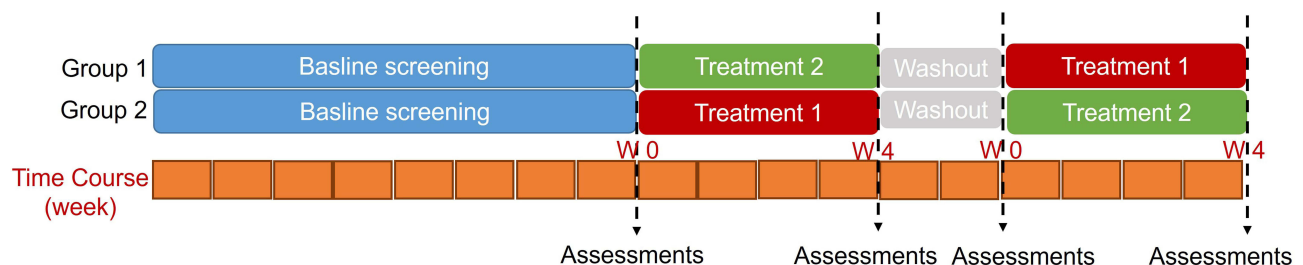 Group 1 Basline screening Treatment 2 Washout Treatment 1
Group 2 Basline screening Treatment 1 Washout Treatment 2
W 0 W 4 W 0 W 4
Time Course
(week)
Assessments Assessments Assessments Assessments